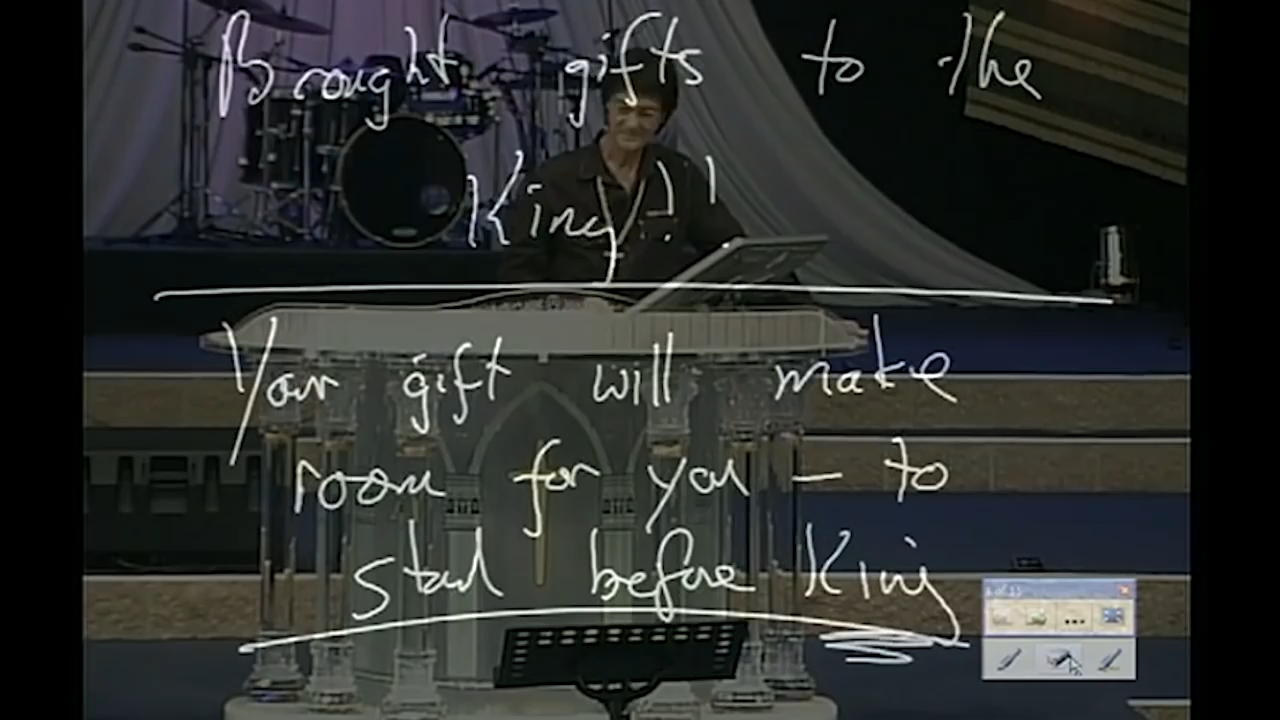 Brought gifts to the
King!!
Your gift will make
room for you - to
stand before King